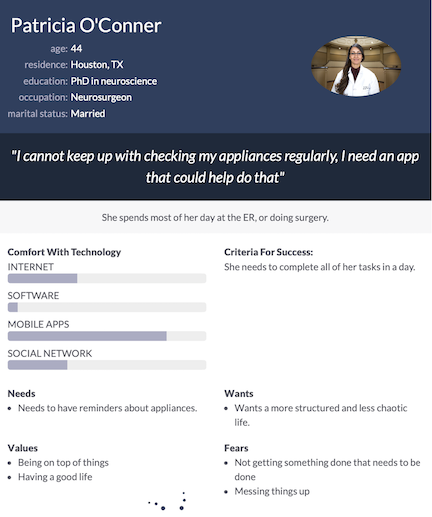 Patricia O'Conner
age: 44
residence: Houston, TX
education: PhD in neuroscience
occupation: Neurosurgeon
marital status: Married
"I cannot keep up with checking my appliances regularly, I need an app
that could help do that"
She spends most of her day at the ER, or doing surgery.
Comfort With Technology
INTERNET
SOFTWARE
MOBILE APPS
SOCIAL NETWORK
Criteria For Success:
She needs to complete all of her tasks in a day.
Needs
• Needs to have reminders about appliances.
Wants
• Wants a more structured and less chaotic
life.
Values
• Being on top of things
• Having a good life
Fears
• Not getting something done that needs to be
done
• Messing things up